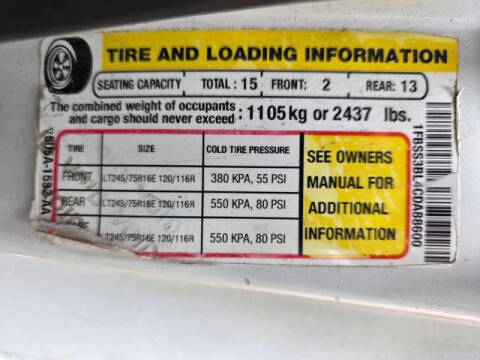 TIRE AND LOADING INFORMATION
SEATING CAPACITY TOTAL : 15 FRONT: 2 REAR: 13
The combined weight of occupants and cargo should never exceed : 1105kg or 2437 lbs.
TIRE SIZE COLD TIRE PRESSURE
FRONT LT245/75R16E 120/116R 380 KPA, 55 PSI
REAR LT245/75R16E 120/116R 550 KPA, 80 PSI
LT245/75R16E 120/116R 550 KPA, 80 PSI
SEE OWNERS
MANUAL FOR
ADDITIONAL
INFORMATION